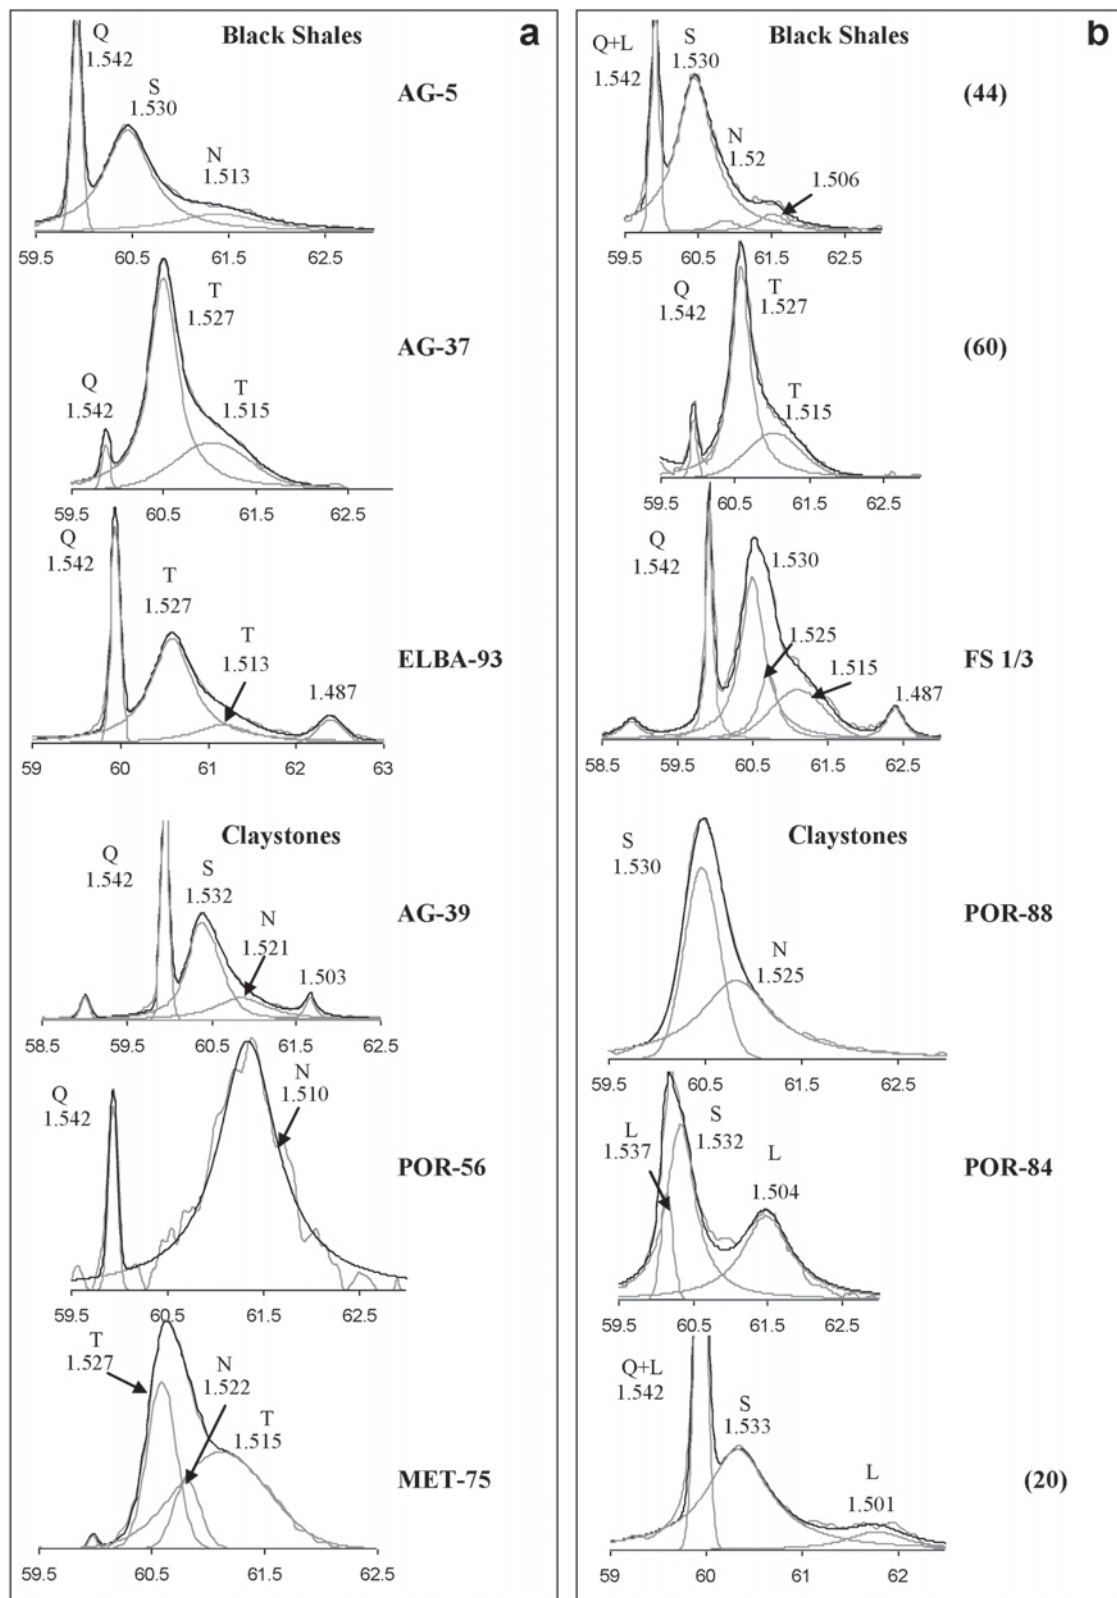 a
Black Shales
Q
1.542
S
1.530
N
1.513
AG-5
59.5 60.5 61.5 62.5
T
1.527
Q
1.542
T
1.515
AG-37
59.5 60.5 61.5 62.5
Q
1.542
T
1.527
T
1.513
1.487
ELBA-93
59 60 61 62 63
Claystones
Q
1.542
S
1.532
N
1.521
1.503
AG-39
58.5 59.5 60.5 61.5 62.5
Q
1.542
N
1.510
POR-56
59.5 60.5 61.5 62.5
T
1.527
N
1.522
T
1.515
MET-75
59.5 60.5 61.5 62.5
b
Black Shales
Q+L
1.542
S
1.530
N
1.52
1.506
(44)
59.5 60.5 61.5 62.5
Q
1.542
T
1.527
T
1.515
(60)
59.5 60.5 61.5 62.5
Q
1.542
1.530
1.525
1.515
1.487
FS 1/3
58.5 59.5 60.5 61.5 62.5
Claystones
S
1.530
N
1.525
POR-88
59.5 60.5 61.5 62.5
L
1.537
S
1.532
L
1.504
POR-84
59.5 60.5 61.5 62.5
Q+L
1.542
S
1.533
L
1.501
(20)
59 60 61 62